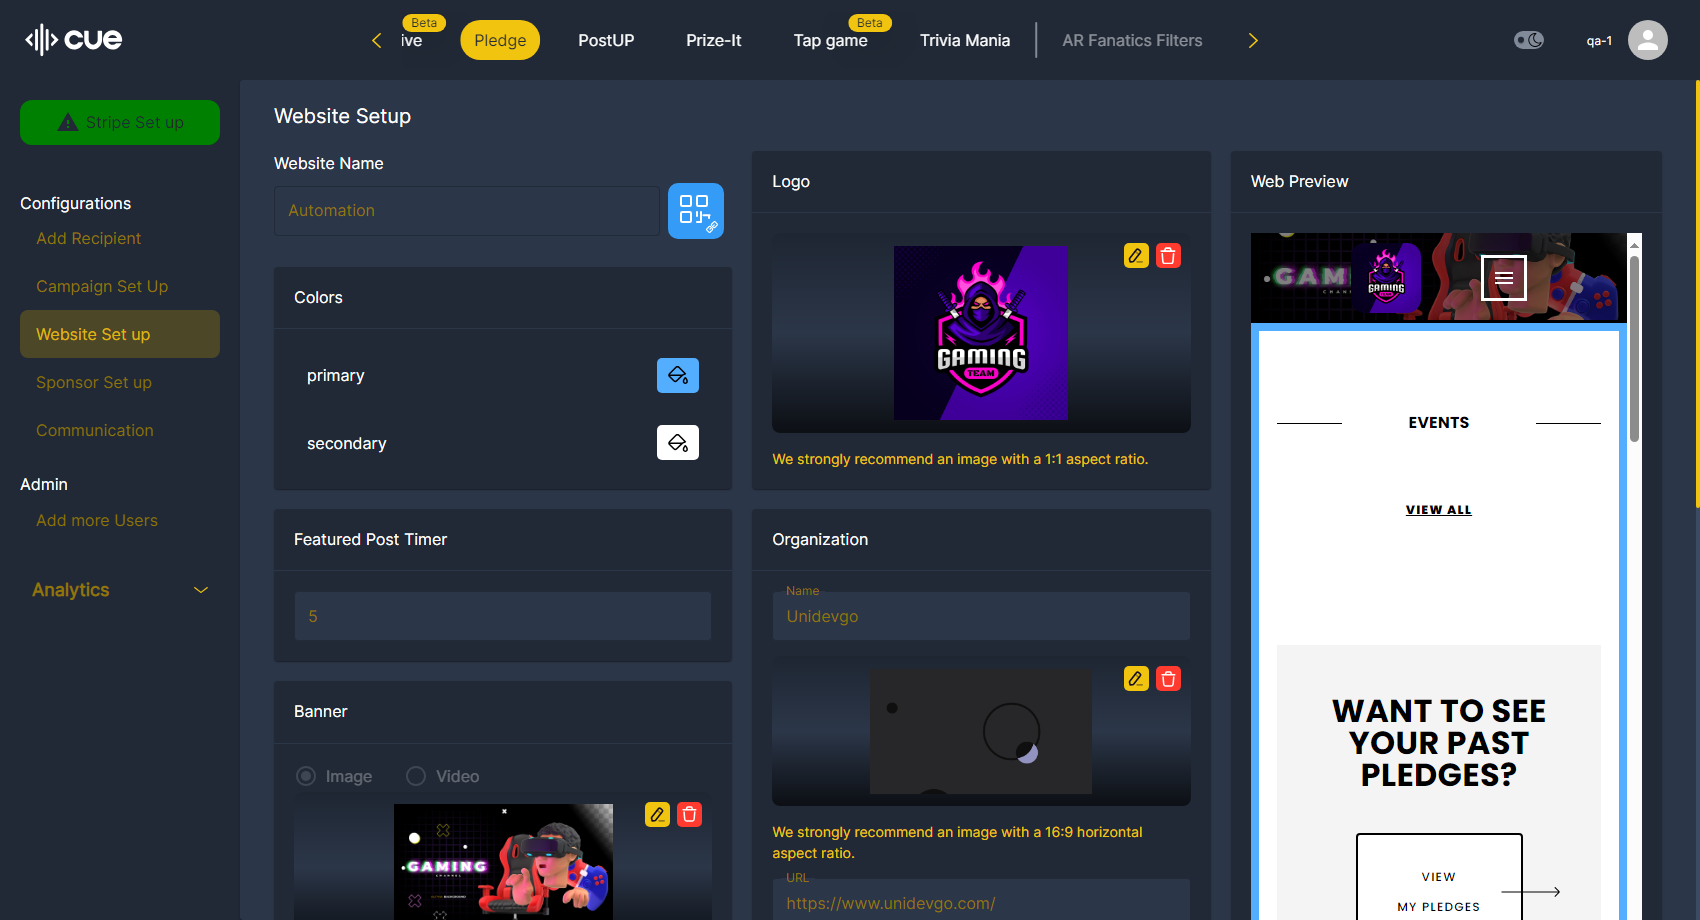 cue
Beta
ive
Pledge
PostUP
Prize-It
Beta
Tap game
Trivia Mania
AR Fanatics Filters
qa-1
Stripe Set up
Configurations
Add Recipient
Campaign Set Up
Website Set up
Sponsor Set up
Communication
Admin
Add more Users
Analytics
Website Setup
Website Name
Automation
Colors
primary
secondary
Featured Post Timer
5
Banner
Image
Video
GAMING
Logo
GAMING
TEAM
We strongly recommend an image with a 1:1 aspect ratio.
Organization
Name
Unidevgo
We strongly recommend an image with a 16:9 horizontal
aspect ratio.
URL
https://www.unidevgo.com/
Web Preview
GAMI
GAMING
TEAM
EVENTS
VIEW ALL
WANT TO SEE
YOUR PAST
PLEDGES?
VIEW
MY PLEDGES